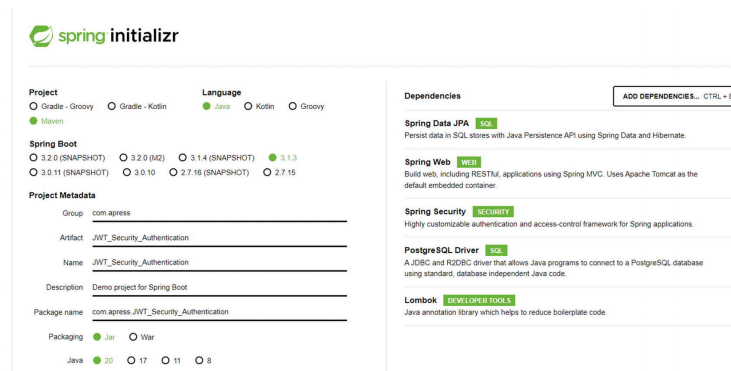 spring initializr
Project
Gradle - Groovy Gradle - Kotlin
Maven
Language
Java Kotlin Groovy
Spring Boot
3.2.0 (SNAPSHOT) 3.2.0 (M2) 3.1.4 (SNAPSHOT) 3.1.3
3.0.11 (SNAPSHOT) 3.0.10 2.7.16 (SNAPSHOT) 2.7.15
Project Metadata
Group com.apress
Artifact JWT_Security_Authentication
Name JWT_Security_Authentication
Description Demo project for Spring Boot
Package name com.apress.JWT_Security_Authentication
Packaging Jar War
Java 20 17 11 8
Dependencies
ADD DEPENDENCIES... CTRL +
Spring Data JPA SQL
Persist data in SQL stores with Java Persistence API using Spring Data and Hibernate.
Spring Web WEB
Build web, including RESTful, applications using Spring MVC. Uses Apache Tomcat as the
default embedded container.
Spring Security SECURITY
Highly customizable authentication and access-control framework for Spring applications.
PostgreSQL Driver SQL
A JDBC and R2DBC driver that allows Java programs to connect to a PostgreSQL database
using standard, database independent Java code.
Lombok DEVELOPER TOOLS
Java annotation library which helps to reduce boilerplate code.